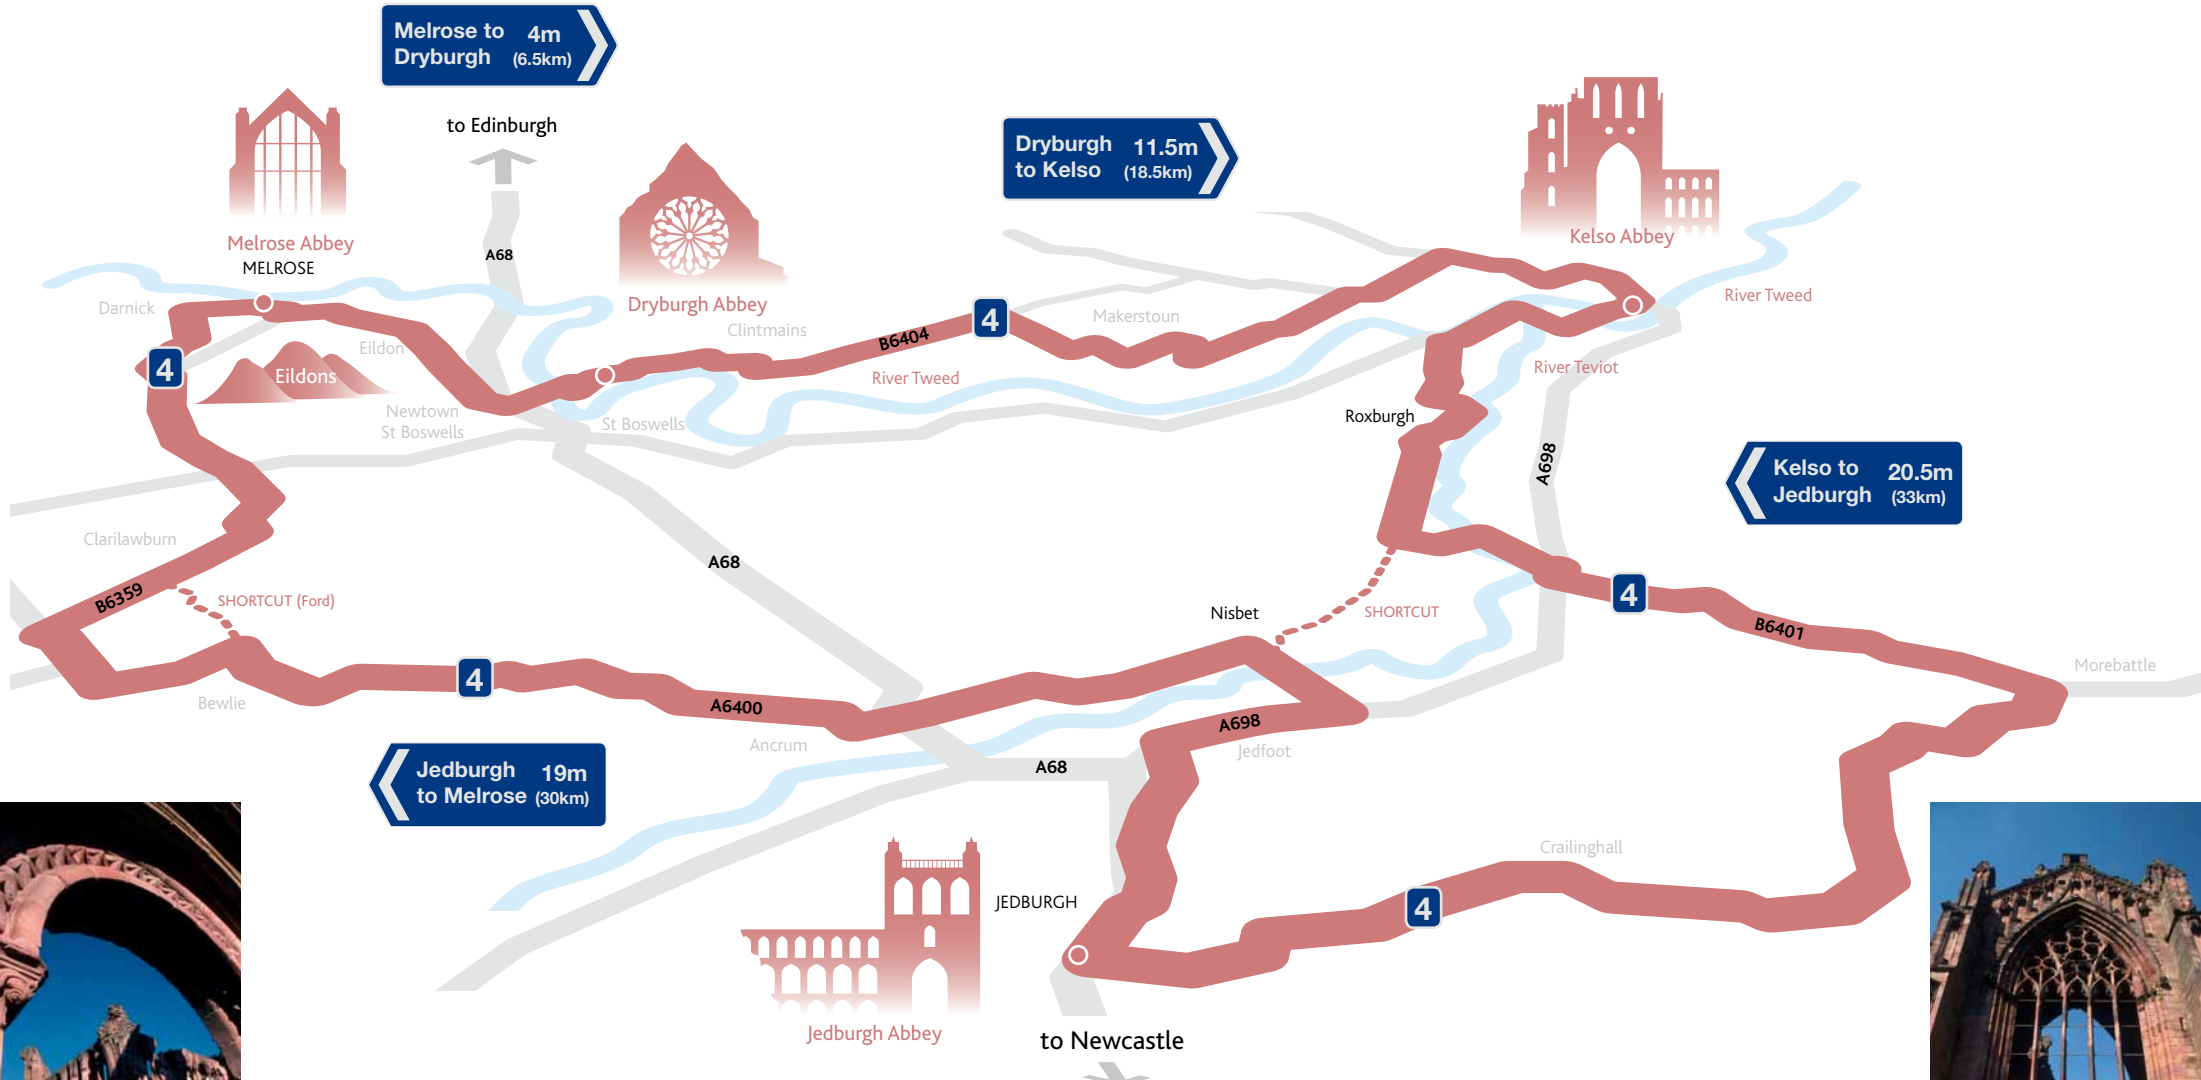 Melrose to 4m
Dryburgh (6.5km)
to Edinburgh
Dryburgh 11.5m
to Kelso (18.5km)
Melrose Abbey
MELROSE
A68
Kelso Abbey
Dryburgh Abbey
River Tweed
Darnick
Clintmains
Makerstoun
4
B6404
Eildon
4
Eildons
River Tweed
River Teviot
Newtown
St Boswells
St Boswells
Roxburgh
A698
Kelso to 20.5m
Jedburgh (33km)
Clarilawburn
A68
B6359
SHORTCUT (Ford)
Nisbet
SHORTCUT
4
B6401
Morebattle
4
Bewlie
A6400
A698
Ancrum
Jedfoot
A68
Jedburgh 19m
to Melrose (30km)
Crailinghall
JEDBURGH
4
Jedburgh Abbey
to Newcastle